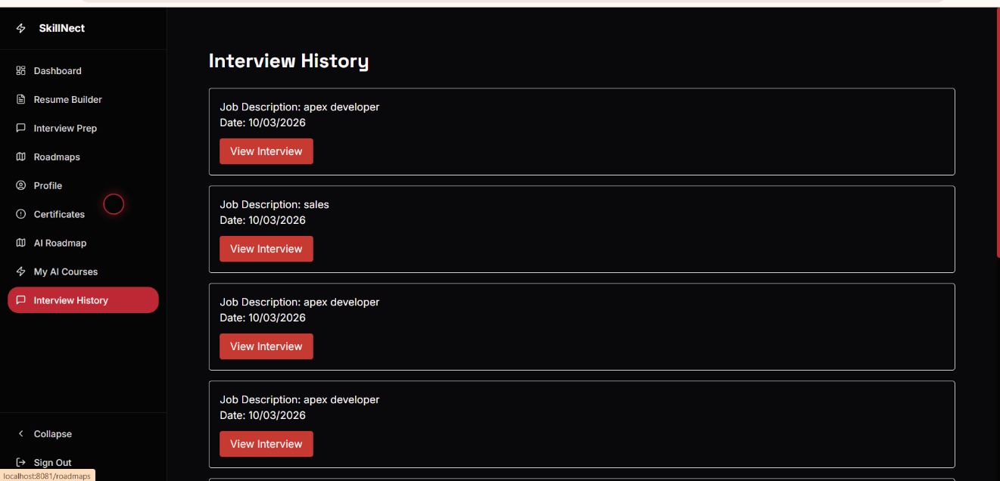 SkillNect
Dashboard
Resume Builder
Interview Prep
Roadmaps
Profile
Certificates
AI Roadmap
My AI Courses
Interview History
Collapse
Sign Out
localhost:8081/roadmaps
Interview History
Job Description: apex developer
Date: 10/03/2026
View Interview
Job Description: sales
Date: 10/03/2026
View Interview
Job Description: apex developer
Date: 10/03/2026
View Interview
Job Description: apex developer
Date: 10/03/2026
View Interview